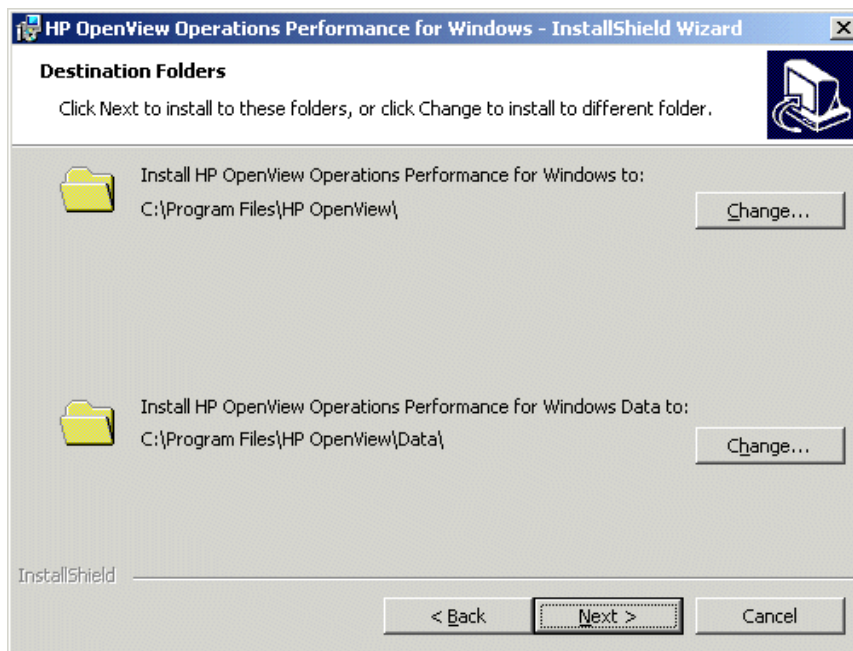 HP OpenView Operations Performance for Windows - InstallShield Wizard
Destination Folders
Click Next to install to these folders, or click Change to install to different folder.
Install HP OpenView Operations Performance for Windows to:
C:\Program Files\HP OpenView\
Change...
Install HP OpenView Operations Performance for Windows Data to:
C:\Program Files\HP OpenView\Data\
Change...
InstallShield
< Back
Next >
Cancel